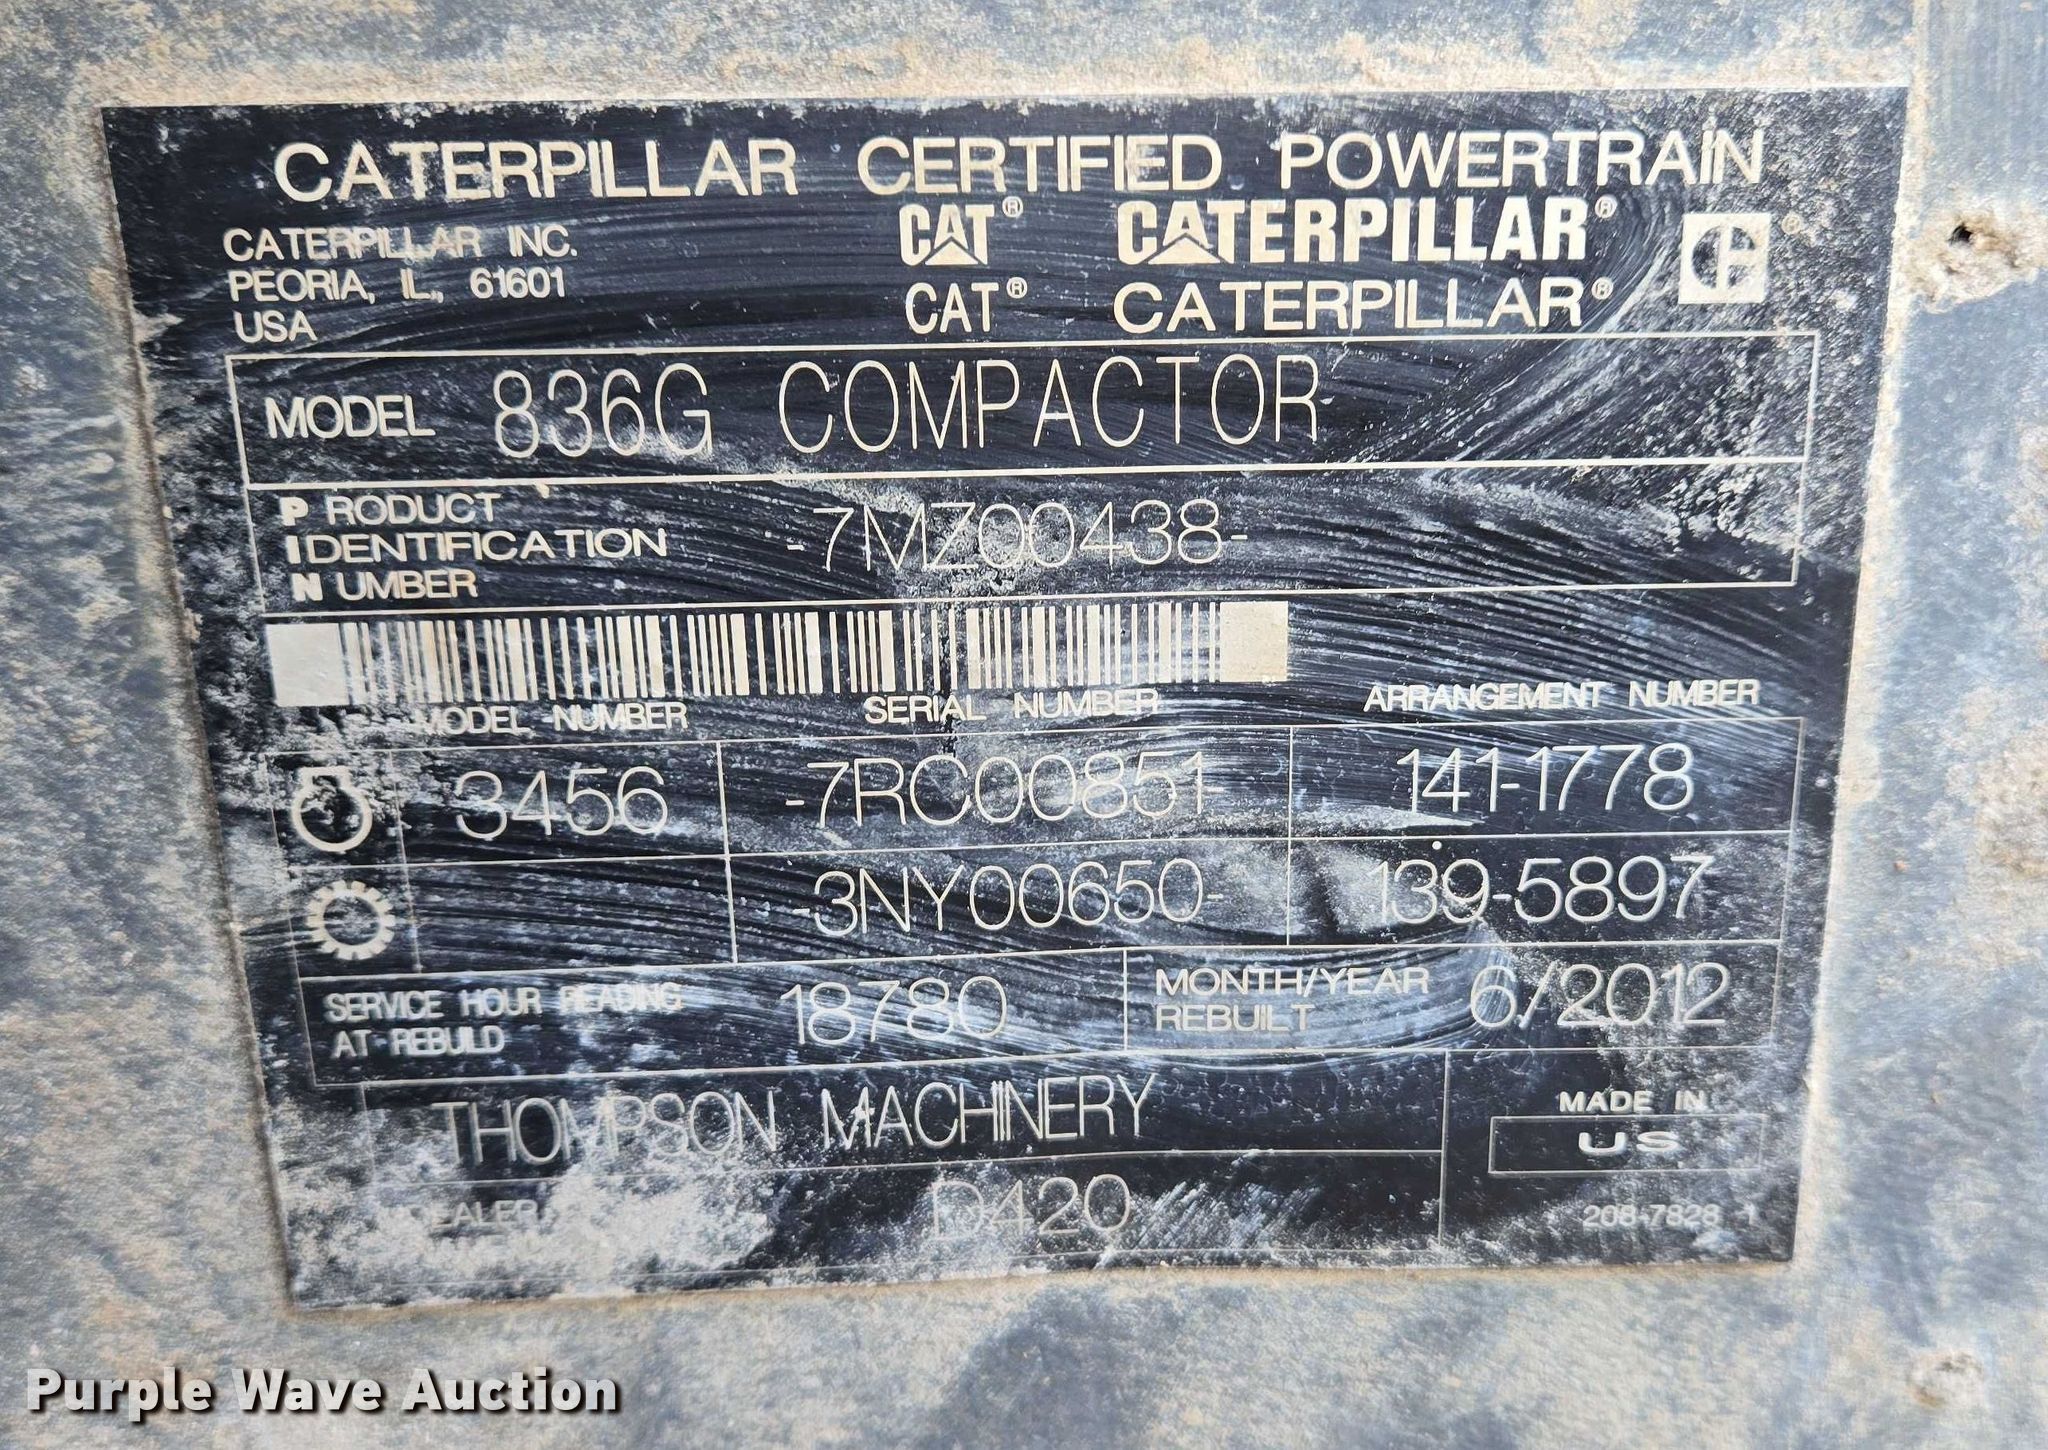 CATERPILLAR CERTIFIED POWERTRAIN
CATERPILLAR INC.
PEORIA, IL., 61601
USA
CAT® CATERPILLAR® ®
CAT® CATERPILLAR®
MODEL 836G COMPACTOR
PRODUCT
IDENTIFICATION
NUMBER
-7MZ00438-
MODEL NUMBER SERIAL NUMBER ARRANGEMENT NUMBER
3456 -7RC00851- 141-1778
-3NY00650- 139-5897
SERVICE HOUR READING
AT REBUILD
18780
MONTH/YEAR
REBUILT
6/2012
THOMPSON MACHINERY
MADE IN
US
DEALER
D420
208-7828 1
Purple Wave Auction